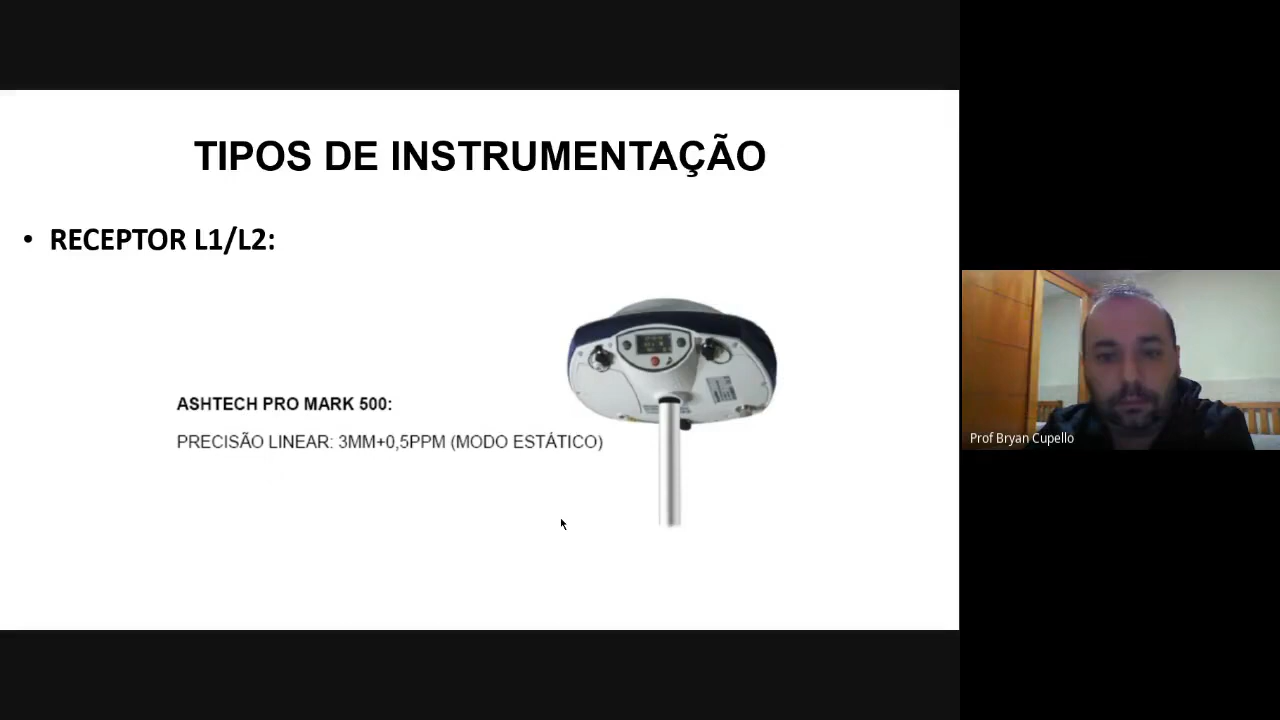 TIPOS DE INSTRUMENTAÇÃO
• RECEPTOR L1/L2:
ASHTECH PRO MARK 500:
PRECISÃO LINEAR: 3MM+0,5PPM (MODO ESTÁTICO)
Prof Bryan Cupello